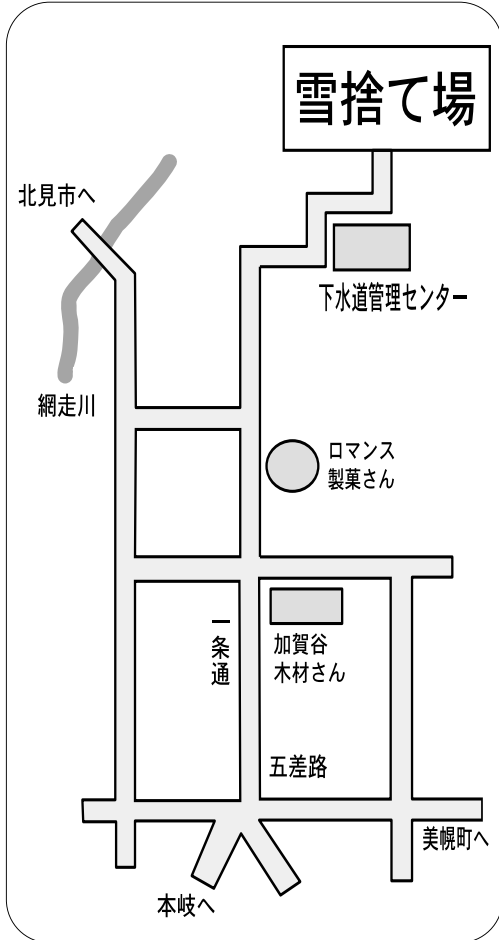 雪捨て場
北見市へ
下水道管理センター
網走川
ロマンス
製菓さん
一条通
加賀谷
木材さん
五差路
美幌町へ
本岐へ